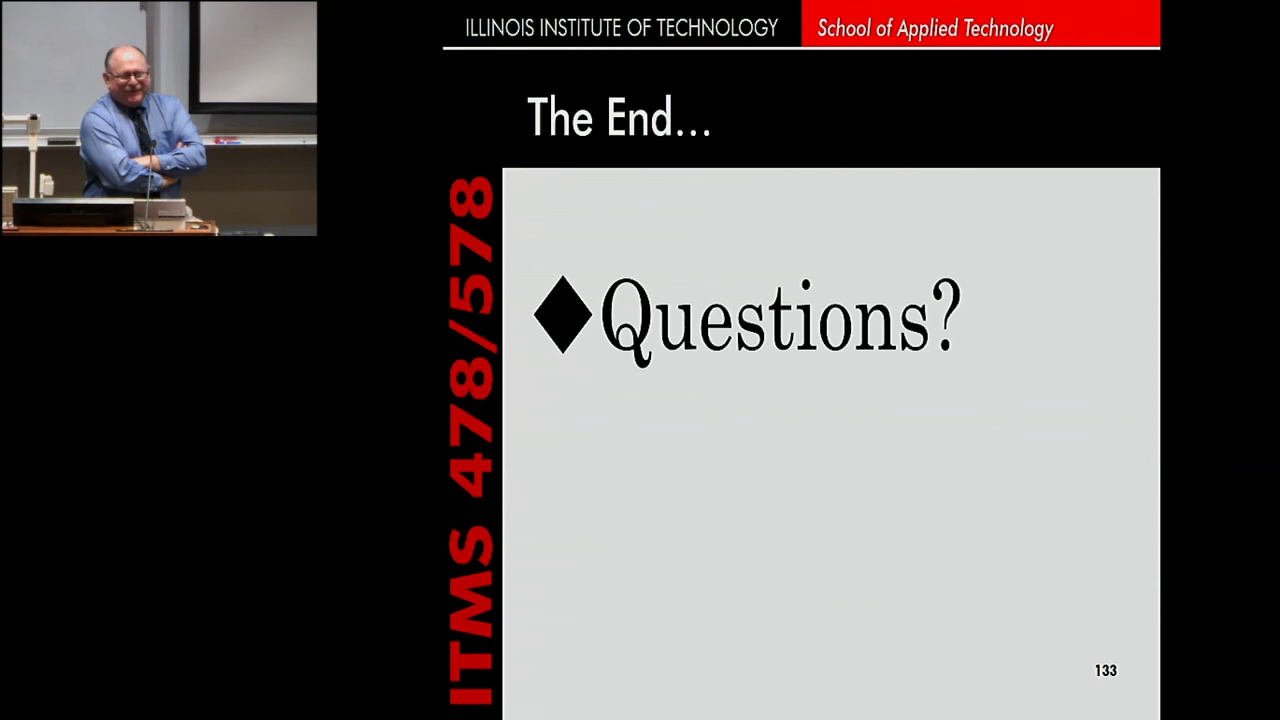 ILLINOIS INSTITUTE OF TECHNOLOGY School of Applied Technology
The End...
ITMS 478/578
♦Questions?
133